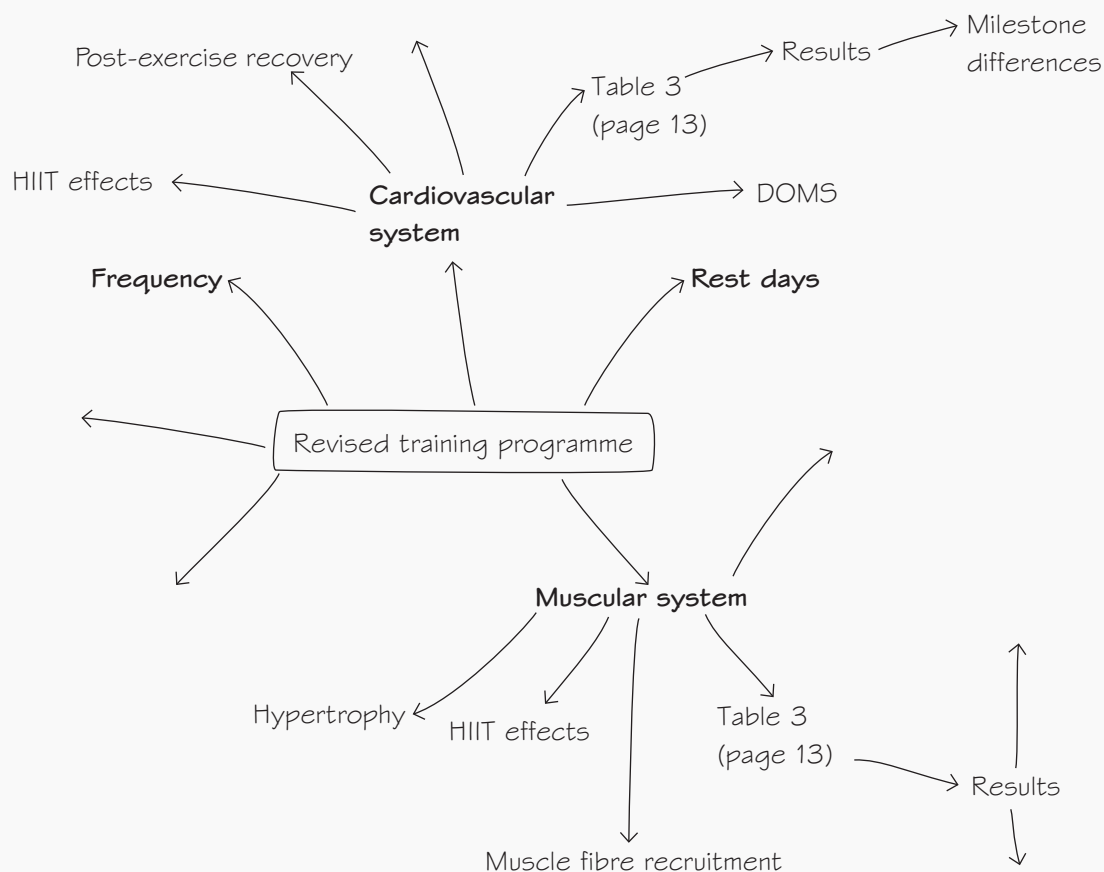 Milestone
differences
Results
Post-exercise recovery
Table 3
(page 13)
HIIT effects
Cardiovascular
system
DOMS
Frequency
Rest days
Revised training programme
Muscular system
Hypertrophy
HIIT effects
Table 3
(page 13)
Results
Muscle fibre recruitment